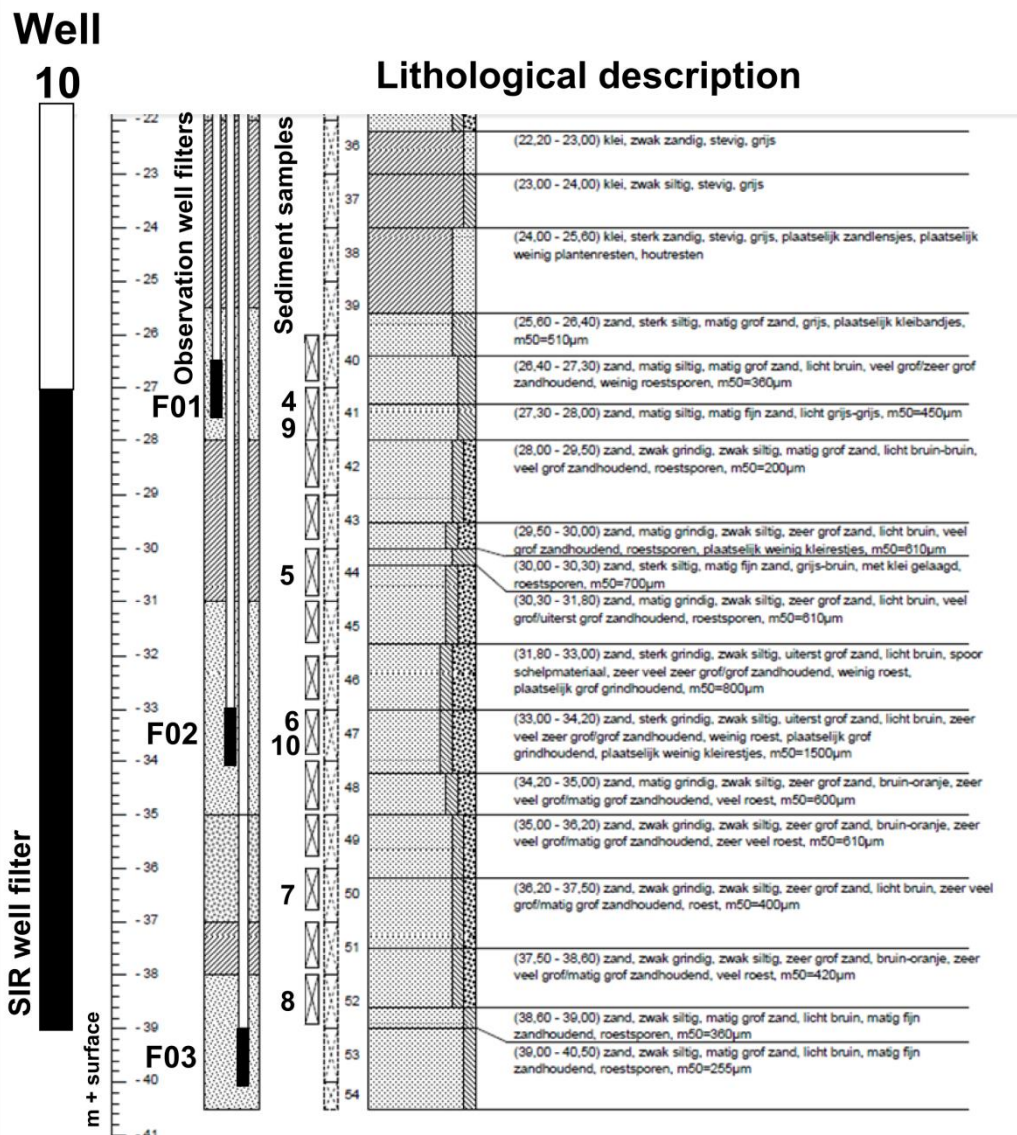 Well
10
Lithological description
SIR well filter
m + surface
-22
-23
-24
-25
-26
-27
-28
-29
-30
-31
-32
-33
-34
-35
-36
-37
-38
-39
-40
-41
Observation well filters
F01
F02
F03
Sediment samples
4
9
5
6
10
7
8
36
37
38
39
40
41
42
43
44
45
46
47
48
49
50
51
52
53
54
(22,20 - 23,00) klei, zwak zandig, stevig, grijs
(23,00 - 24,00) klei, zwak siltig, stevig, grijs
(24,00 - 25,60) klei, sterk zandig, stevig, grijs, plaatselijk zandlensjes, plaatselijk
weinig plantenresten, houtresten
(25,60 - 26,40) zand, sterk siltig, matig grof zand, grijs, plaatselijk kleibandjes,
m50=510µm
(26,40 - 27,30) zand, matig siltig, matig grof zand, licht bruin, veel grof/zeer grof
zandhoudend, weinig roestsporen, m50=360µm
(27,30 - 28,00) zand, matig siltig, matig fijn zand, licht grijs-grijs, m50=450µm
(28,00 - 29,50) zand, zwak grindig, zwak siltig, matig grof zand, licht bruin-bruin,
veel grof zandhoudend, roestsporen, m50=200µm
(29,50 - 30,00) zand, matig grindig, zwak siltig, zeer grof zand, licht bruin, veel
grof zandhoudend, roestsporen, plaatselijk weinig kleirestjes, m50=610µm
(30,00 - 30,30) zand, sterk siltig, matig fijn zand, grijs-bruin, met klei gelaagd,
roestsporen, m50=700µm
(30,30 - 31,80) zand, matig grindig, zwak siltig, zeer grof zand, licht bruin, veel
grof/uiterst grof zandhoudend, roestsporen, m50=610µm
(31,80 - 33,00) zand, sterk grindig, zwak siltig, uiterst grof zand, licht bruin, spoor
schelpmateriaal, zeer veel zeer grof/grof zandhoudend, weinig roest,
plaatselijk grof grindhoudend, m50=800µm
(33,00 - 34,20) zand, sterk grindig, zwak siltig, uiterst grof zand, licht bruin, zeer
veel zeer grof/grof zandhoudend, weinig roest, plaatselijk grof
grindhoudend, plaatselijk weinig kleirestjes, m50=1500µm
(34,20 - 35,00) zand, matig grindig, zwak siltig, zeer grof zand, bruin-oranje, zeer
veel grof/matig grof zandhoudend, veel roest, m50=600µm
(35,00 - 36,20) zand, zwak grindig, zwak siltig, zeer grof zand, bruin-oranje, zeer
veel grof/matig grof zandhoudend, zeer veel roest, m50=610µm
(36,20 - 37,50) zand, zwak grindig, zwak siltig, zeer grof zand, licht bruin, zeer veel
grof/matig grof zandhoudend, roest, m50=400µm
(37,50 - 38,60) zand, zwak grindig, zwak siltig, zeer grof zand, bruin-oranje, zeer
veel grof/matig grof zandhoudend, veel roest, m50=420µm
(38,60 - 39,00) zand, zwak siltig, matig grof zand, licht bruin, matig fijn
zandhoudend, roestsporen, m50=360µm
(39,00 - 40,50) zand, zwak siltig, matig grof zand, licht bruin, matig fijn
zandhoudend, roestsporen, m50=255µm